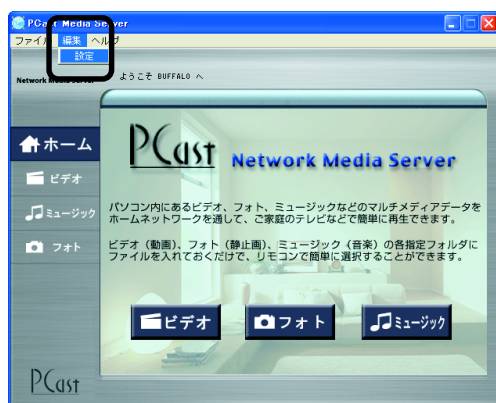 PCast Media Server
ファイル 編集 ヘルプ
設定
Network Media Server
ようこそ BUFFALO へ
ホーム
ビデオ
ミュージック
フォト
PCast Network Media Server
パソコン内にあるビデオ、フォト、ミュージックなどのマルチメディアデータを
ホームネットワークを通して、ご家庭のテレビなどで簡単に再生できます。
ビデオ（動画）、フォト（静止画）、ミュージック（音楽）の各指定フォルダに
ファイルを入れておくだけで、リモコンで簡単に選択することができます。
ビデオ フォト ミュージック
PCast